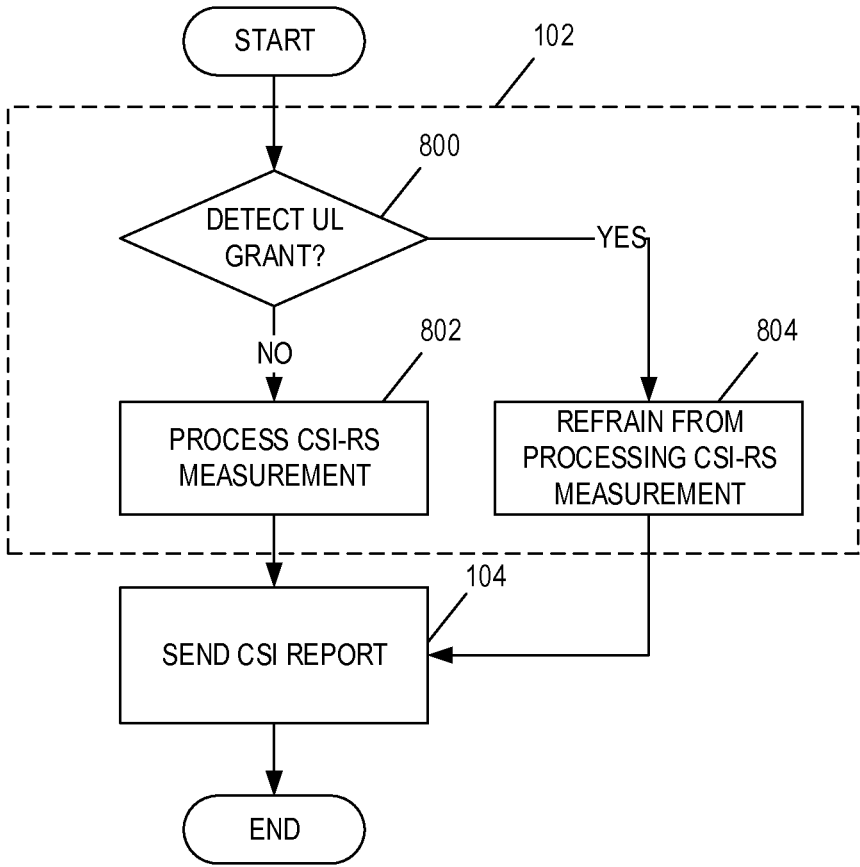 START
102
800
DETECT UL
GRANT?
YES
NO
802
804
PROCESS CSI-RS
MEASUREMENT
REFRAIN FROM
PROCESSING CSI-RS
MEASUREMENT
104
SEND CSI REPORT
END